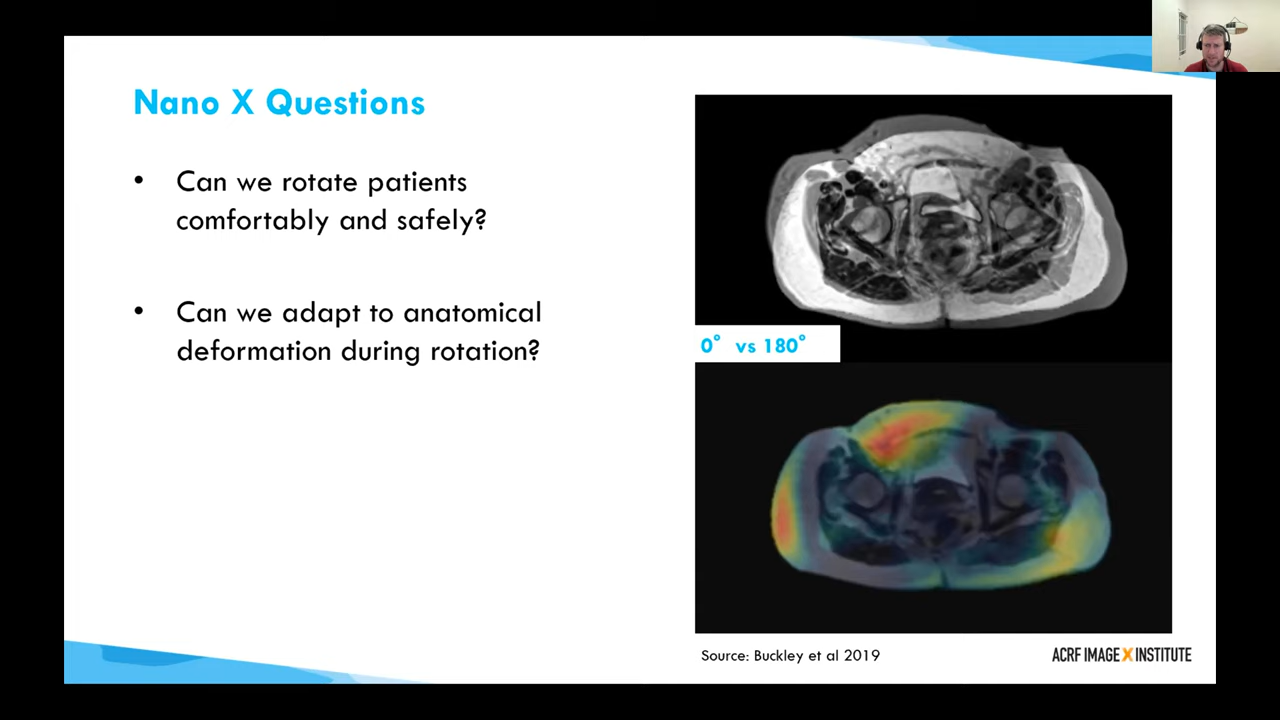 Nano X Questions
• Can we rotate patients
comfortably and safely?
• Can we adapt to anatomical
deformation during rotation?
0° vs 180°
Source: Buckley et al 2019
ACRF IMAGE X INSTITUTE